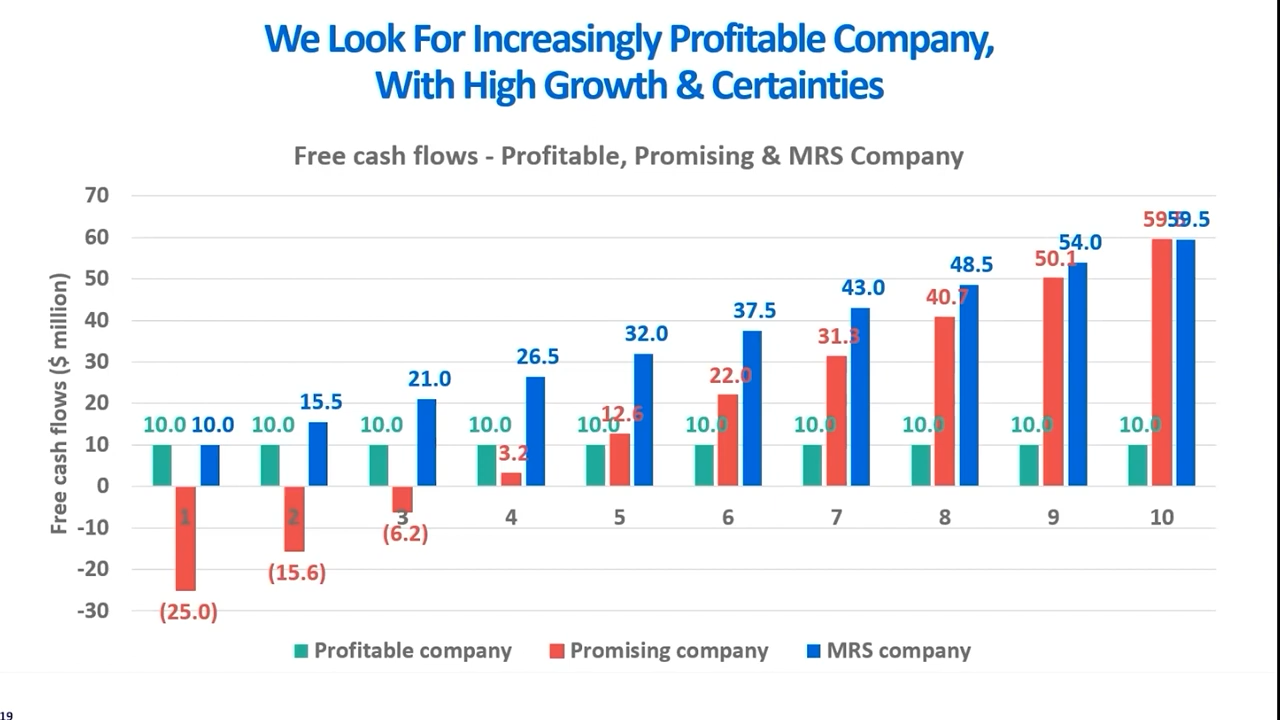 We Look For Increasingly Profitable Company,
With High Growth & Certainties
Free cash flows - Profitable, Promising & MRS Company
Free cash flows ($ million)
70
60
50
40
30
20
10
0
-10
-20
-30
10.0 10.0 10.0 10.0 10.0 10.0 10.0 10.0 10.0 10.0
(25.0) (15.6) (6.2) 3.2 12.6 22.0 31.3 40.7 50.1 59.5
10.0 15.5 21.0 26.5 32.0 37.5 43.0 48.5 54.0 59.5
1 2 3 4 5 6 7 8 9 10
Profitable company Promising company MRS company
19